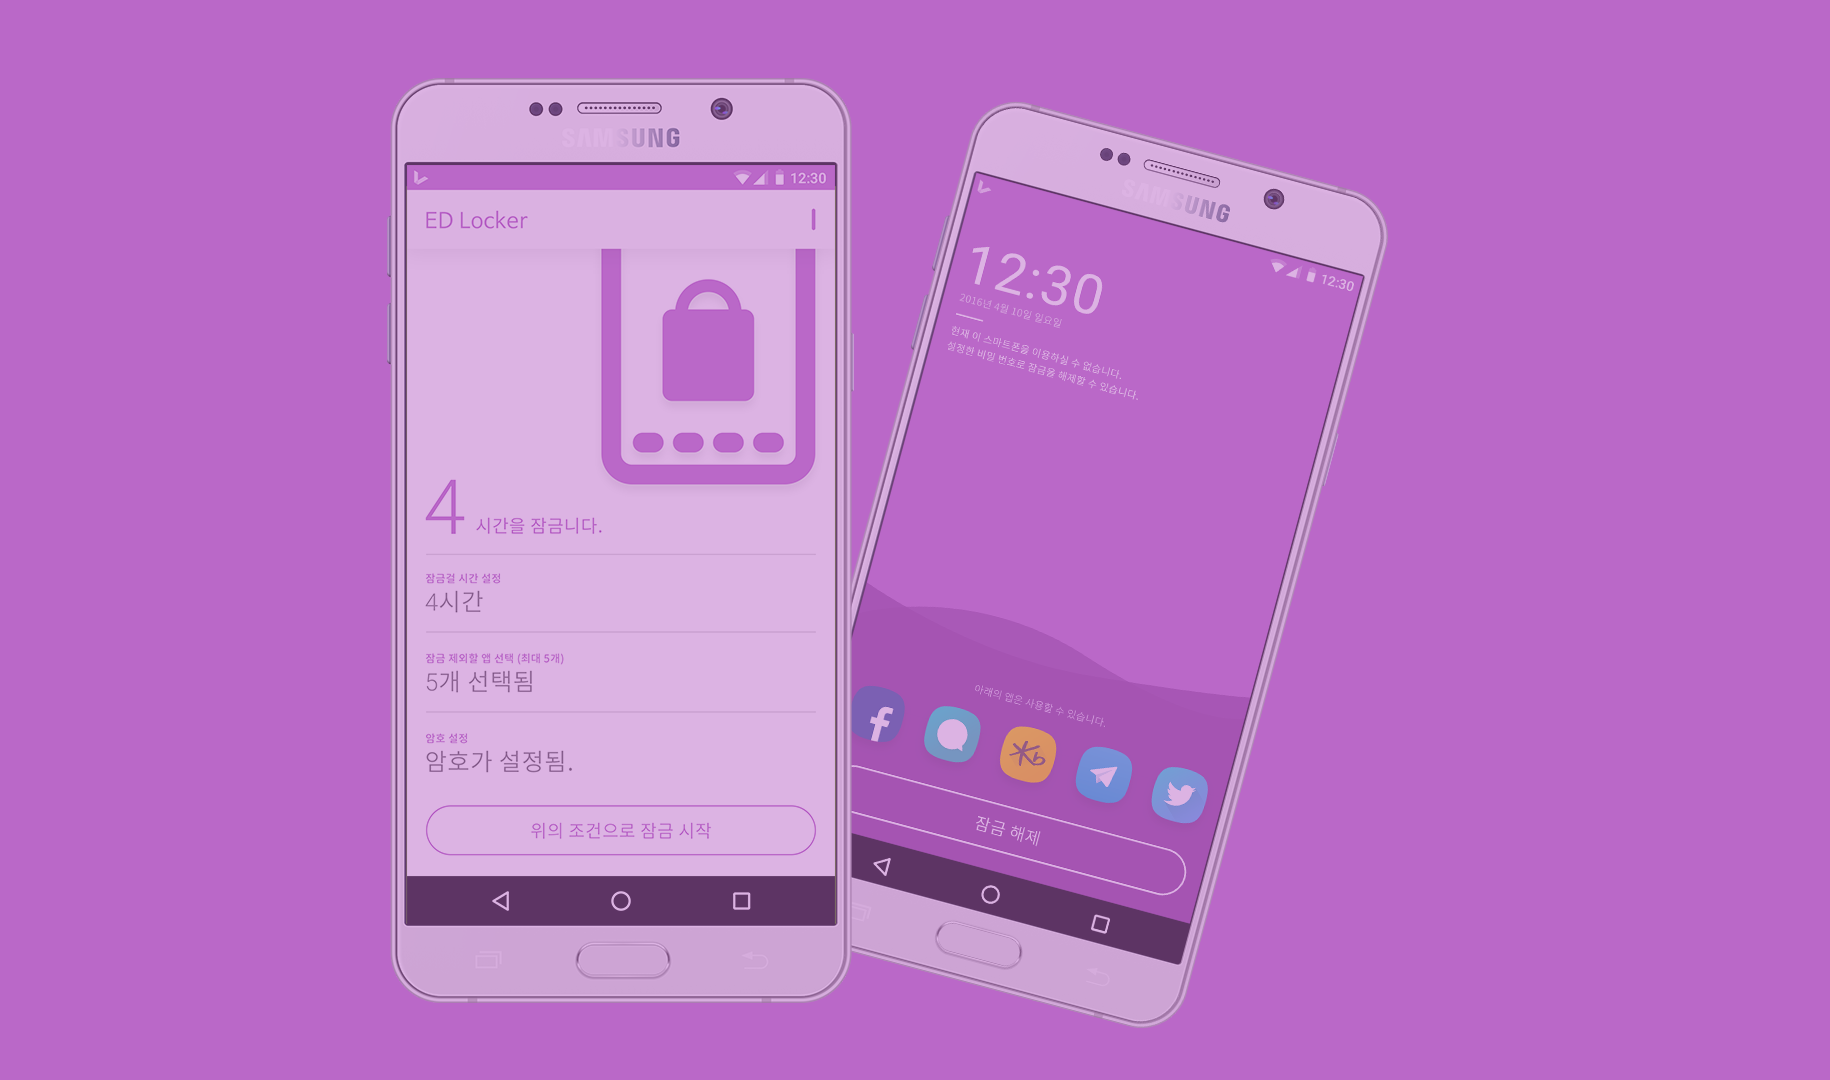 SAMSUNG
12:30
ED Locker
4 시간을 잠금니다.
잠금걸 시간 설정
4시간
잠금 제외할 앱 선택 (최대 5개)
5개 선택됨
암호 설정
암호가 설정됨.
위의 조건으로 잠금 시작
SAMSUNG
12:30
12:30
2016년 4월 10일 일요일
현재 이 스마트폰을 이용하실 수 없습니다.
설정한 비밀 번호로 잠금을 해제할 수 있습니다.
아래의 앱은 사용할 수 있습니다.
잠금 해제